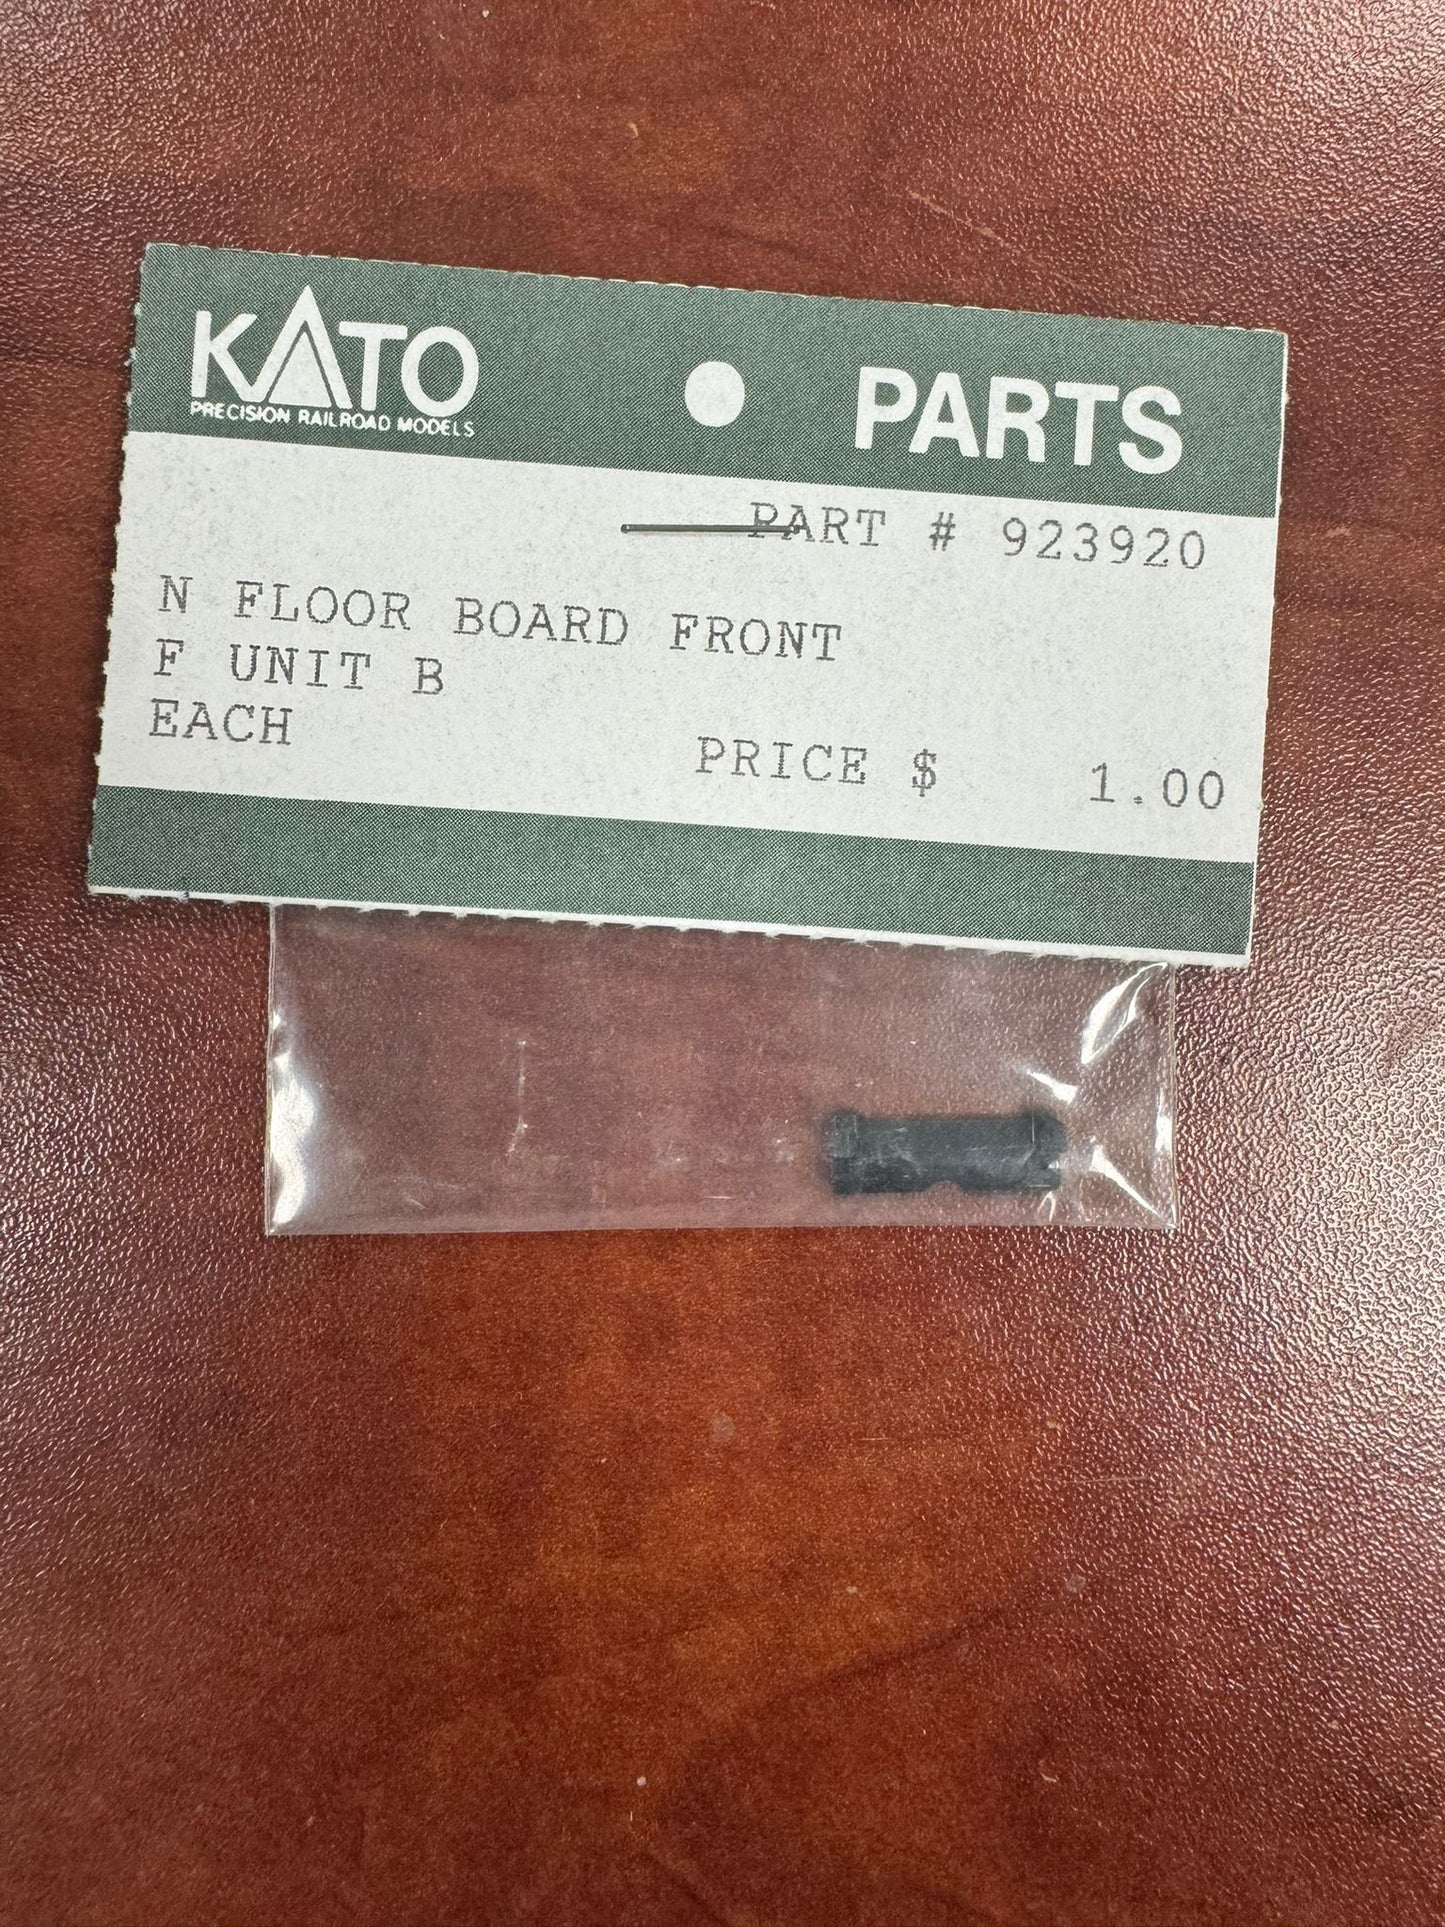 KATO
PRECISION RAILROAD MODELS
PARTS
PART # 923920
N FLOOR BOARD FRONT
F UNIT B
EACH
PRICE $ 1.00